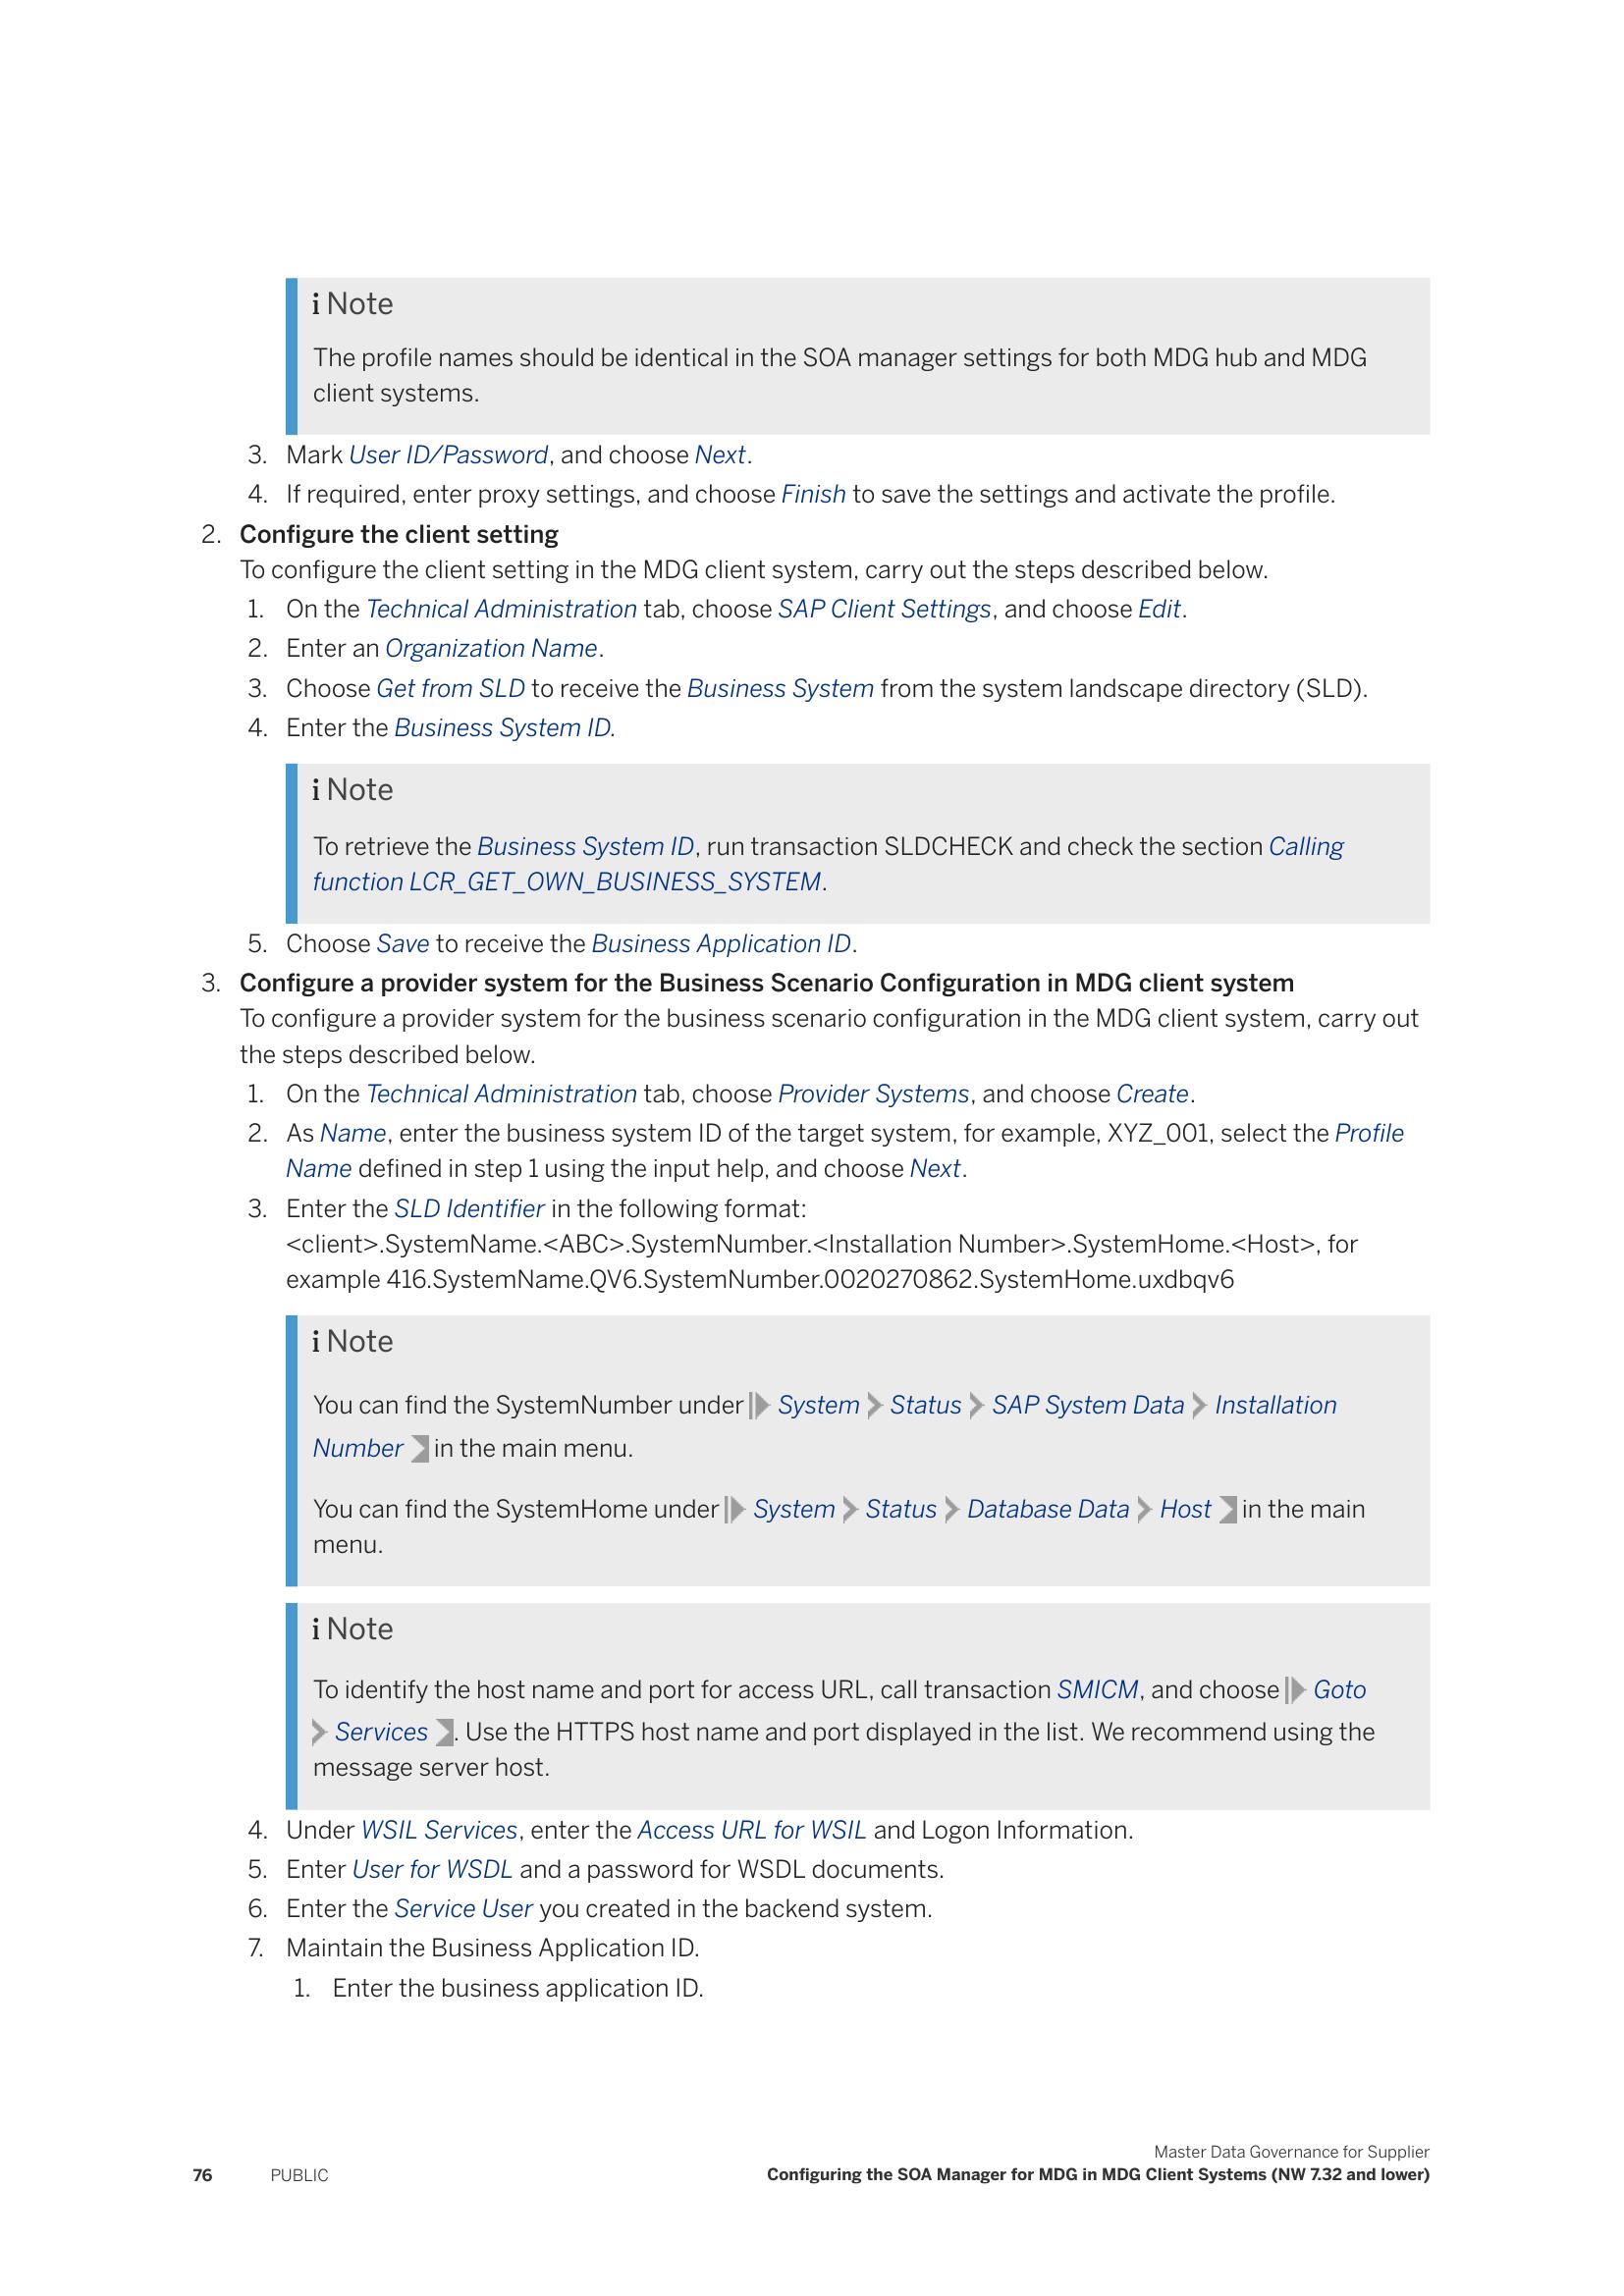 i Note
The profile names should be identical in the SOA manager settings for both MDG hub and MDG
client systems.
3. Mark User ID/Password, and choose Next.
4. If required, enter proxy settings, and choose Finish to save the settings and activate the profile.
2. Configure the client setting
To configure the client setting in the MDG client system, carry out the steps described below.
1. On the Technical Administration tab, choose SAP Client Settings, and choose Edit.
2. Enter an Organization Name.
3. Choose Get from SLD to receive the Business System from the system landscape directory (SLD).
4. Enter the Business System ID.
i Note
To retrieve the Business System ID, run transaction SLDCHECK and check the section Calling
function LCR_GET_OWN_BUSINESS_SYSTEM.
5. Choose Save to receive the Business Application ID.
3. Configure a provider system for the Business Scenario Configuration in MDG client system
To configure a provider system for the business scenario configuration in the MDG client system, carry out
the steps described below.
1. On the Technical Administration tab, choose Provider Systems, and choose Create.
2. As Name, enter the business system ID of the target system, for example, XYZ_001, select the Profile
Name defined in step 1 using the input help, and choose Next.
3. Enter the SLD Identifier in the following format:
<client>.SystemName.<ABC>.SystemNumber.<Installation Number>.SystemHome.<Host>, for
example 416.SystemName.QV6.SystemNumber.0020270862.SystemHome.uxdbqv6
i Note
You can find the SystemNumber under System Status SAP System Data Installation
Number in the main menu.
You can find the SystemHome under System Status Database Data Host in the main
menu.
i Note
To identify the host name and port for access URL, call transaction SMICM, and choose Goto
Services . Use the HTTPS host name and port displayed in the list. We recommend using the
message server host.
4. Under WSIL Services, enter the Access URL for WSIL and Logon Information.
5. Enter User for WSDL and a password for WSDL documents.
6. Enter the Service User you created in the backend system.
7. Maintain the Business Application ID.
1. Enter the business application ID.
Master Data Governance for Supplier
76 PUBLIC Configuring the SOA Manager for MDG in MDG Client Systems (NW 7.32 and lower)